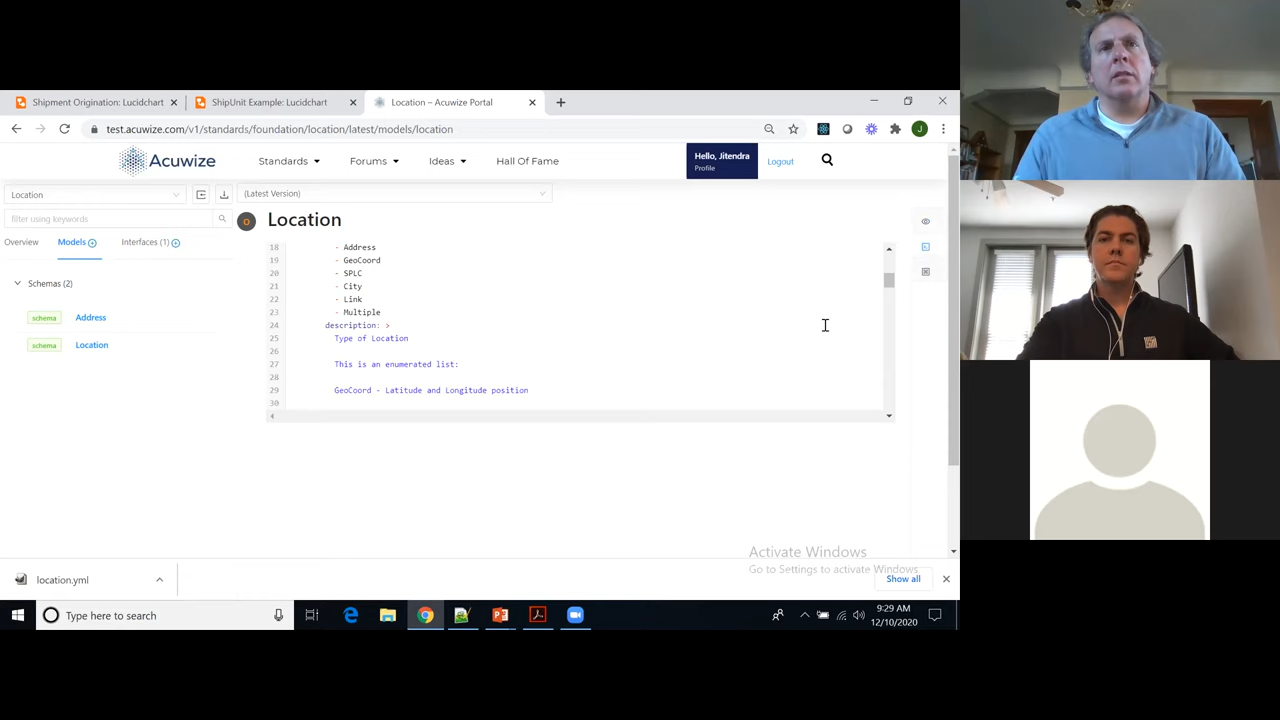 Shipment Origination: Lucidchart
ShipUnit Example: Lucidchart
Location – Acuwize Portal
test.acuwize.com/v1/standards/foundation/location/latest/models/location
J
Acuwize
Standards
Forums
Ideas
Hall Of Fame
Hello, Jitendra
Profile
Logout
Location
(Latest Version)
filter using keywords
O
Location
Overview
Models
Interfaces (1)
Schemas (2)
schema
Address
schema
Location
18 - Address
19 - GeoCoord
20 - SPLC
21 - City
22 - Link
23 - Multiple
24 description: >
25 Type of Location
26
27 This is an enumerated list:
28
29 GeoCoord - Latitude and Longitude position
30
Activate Windows
Go to Settings to activate Windows.
location.yml
Show all
Type here to search
9:29 AM
12/10/2020